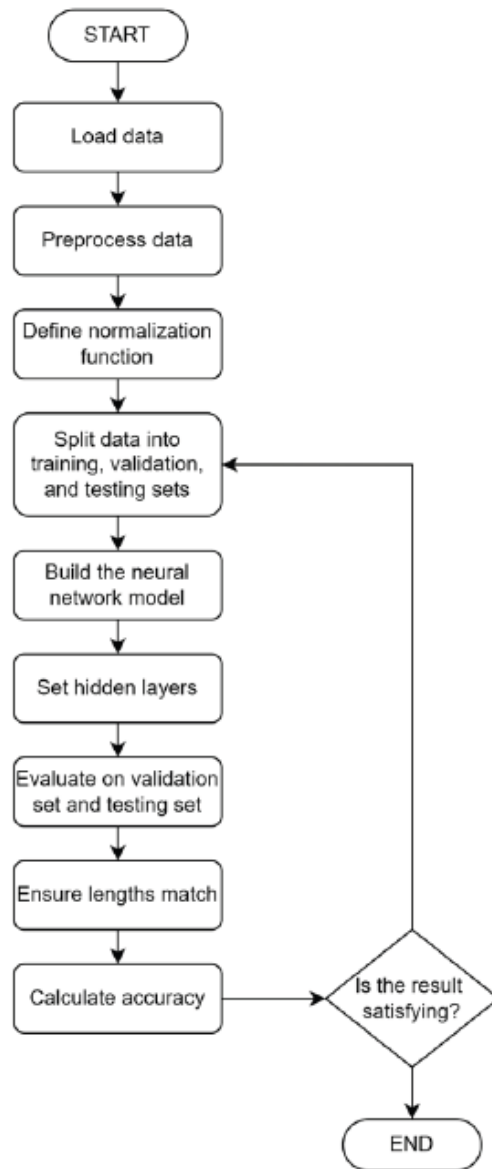 START
Load data
Preprocess data
Define normalization
function
Split data into
training, validation,
and testing sets
Build the neural
network model
Set hidden layers
Evaluate on validation
set and testing set
Ensure lengths match
Calculate accuracy
Is the result
satisfying?
END